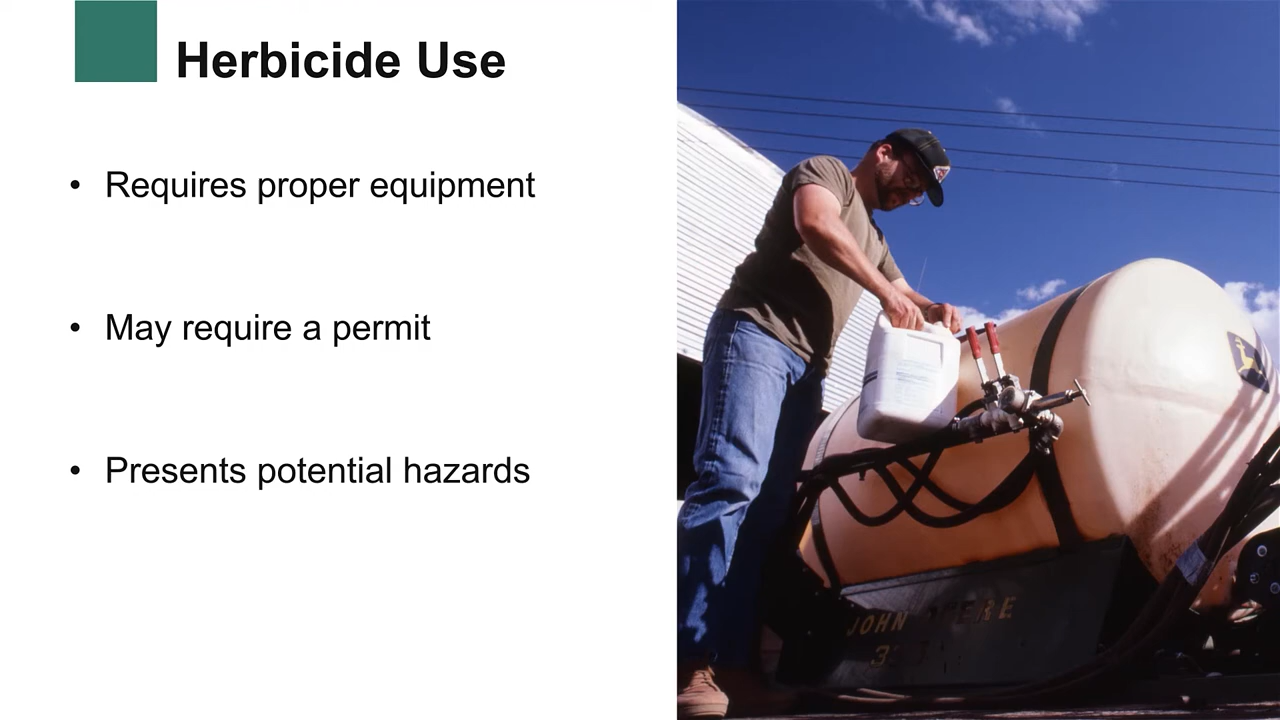 Herbicide Use
• Requires proper equipment
• May require a permit
• Presents potential hazards
JOHN DEERE